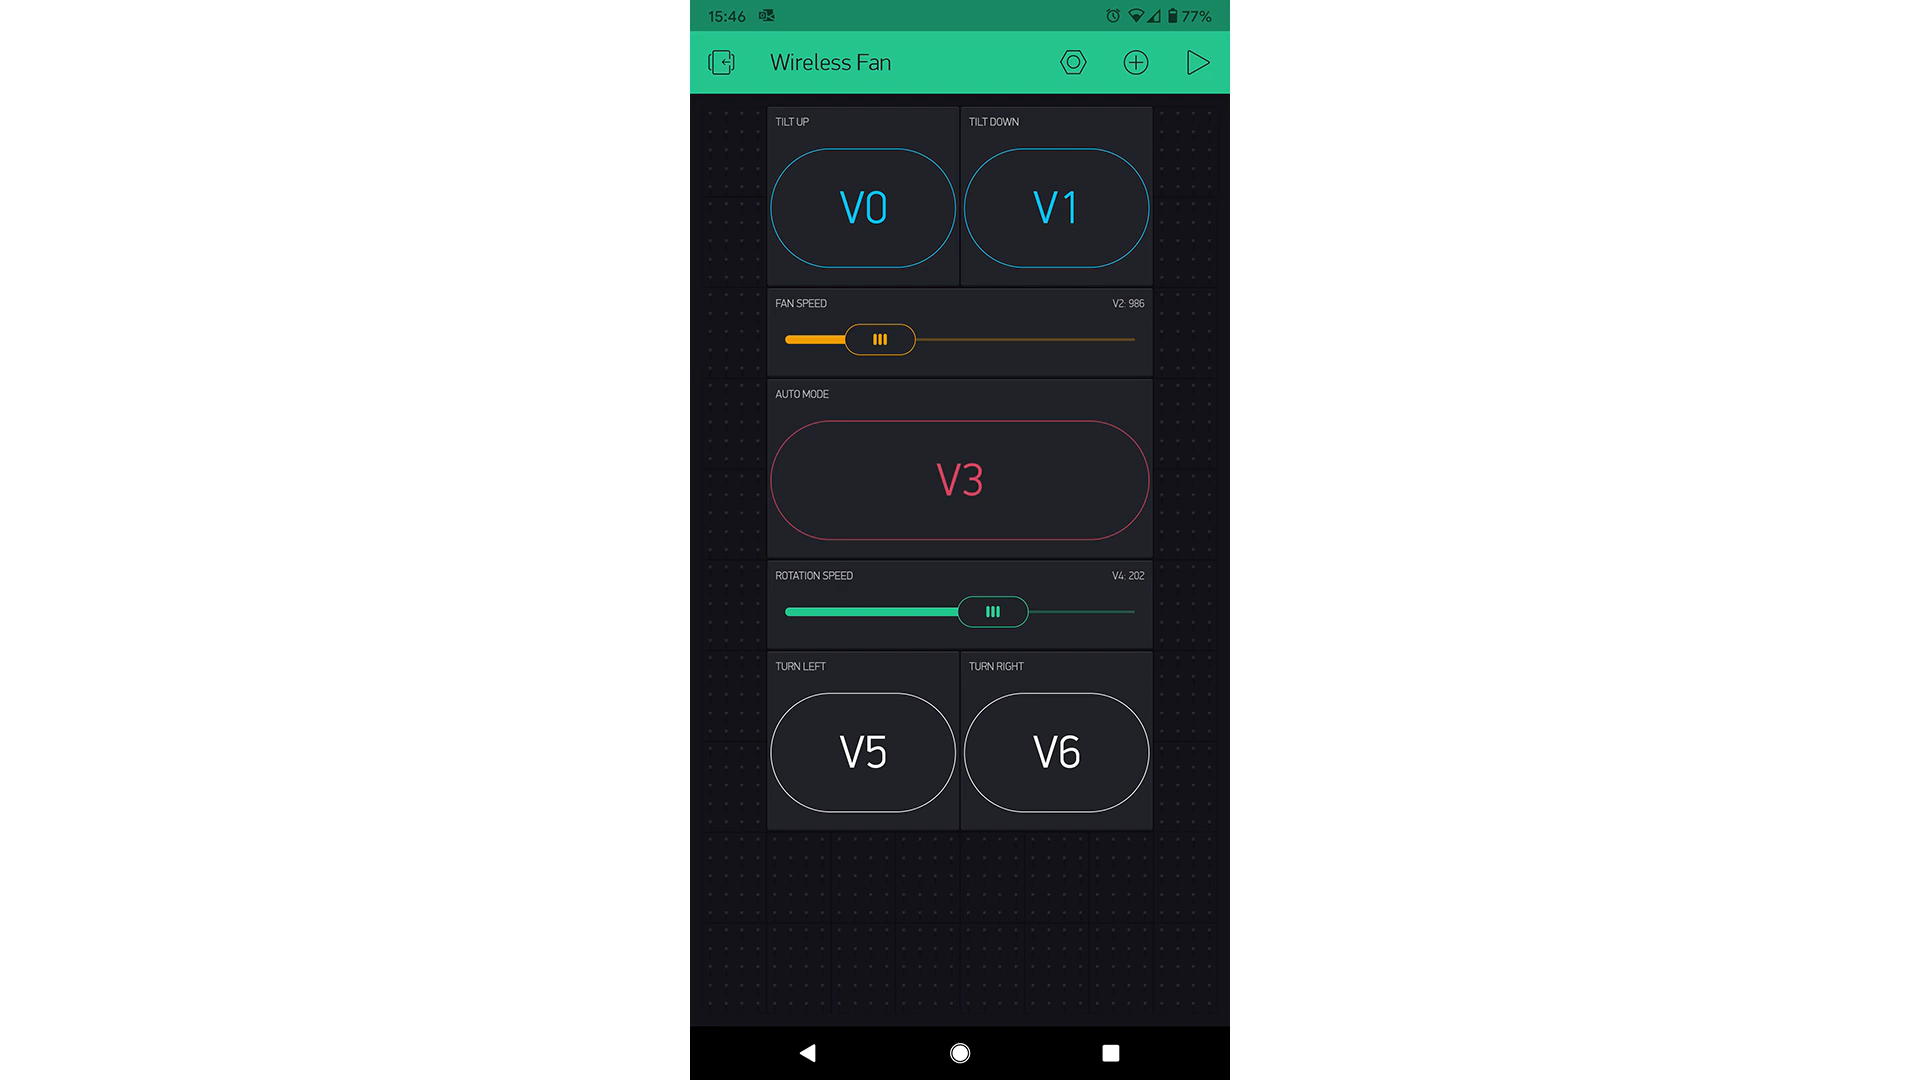 15:46 77%
Wireless Fan
TILT UP TILT DOWN
V0 V1
FAN SPEED V2: 986
AUTO MODE
V3
ROTATION SPEED V4: 202
TURN LEFT TURN RIGHT
V5 V6